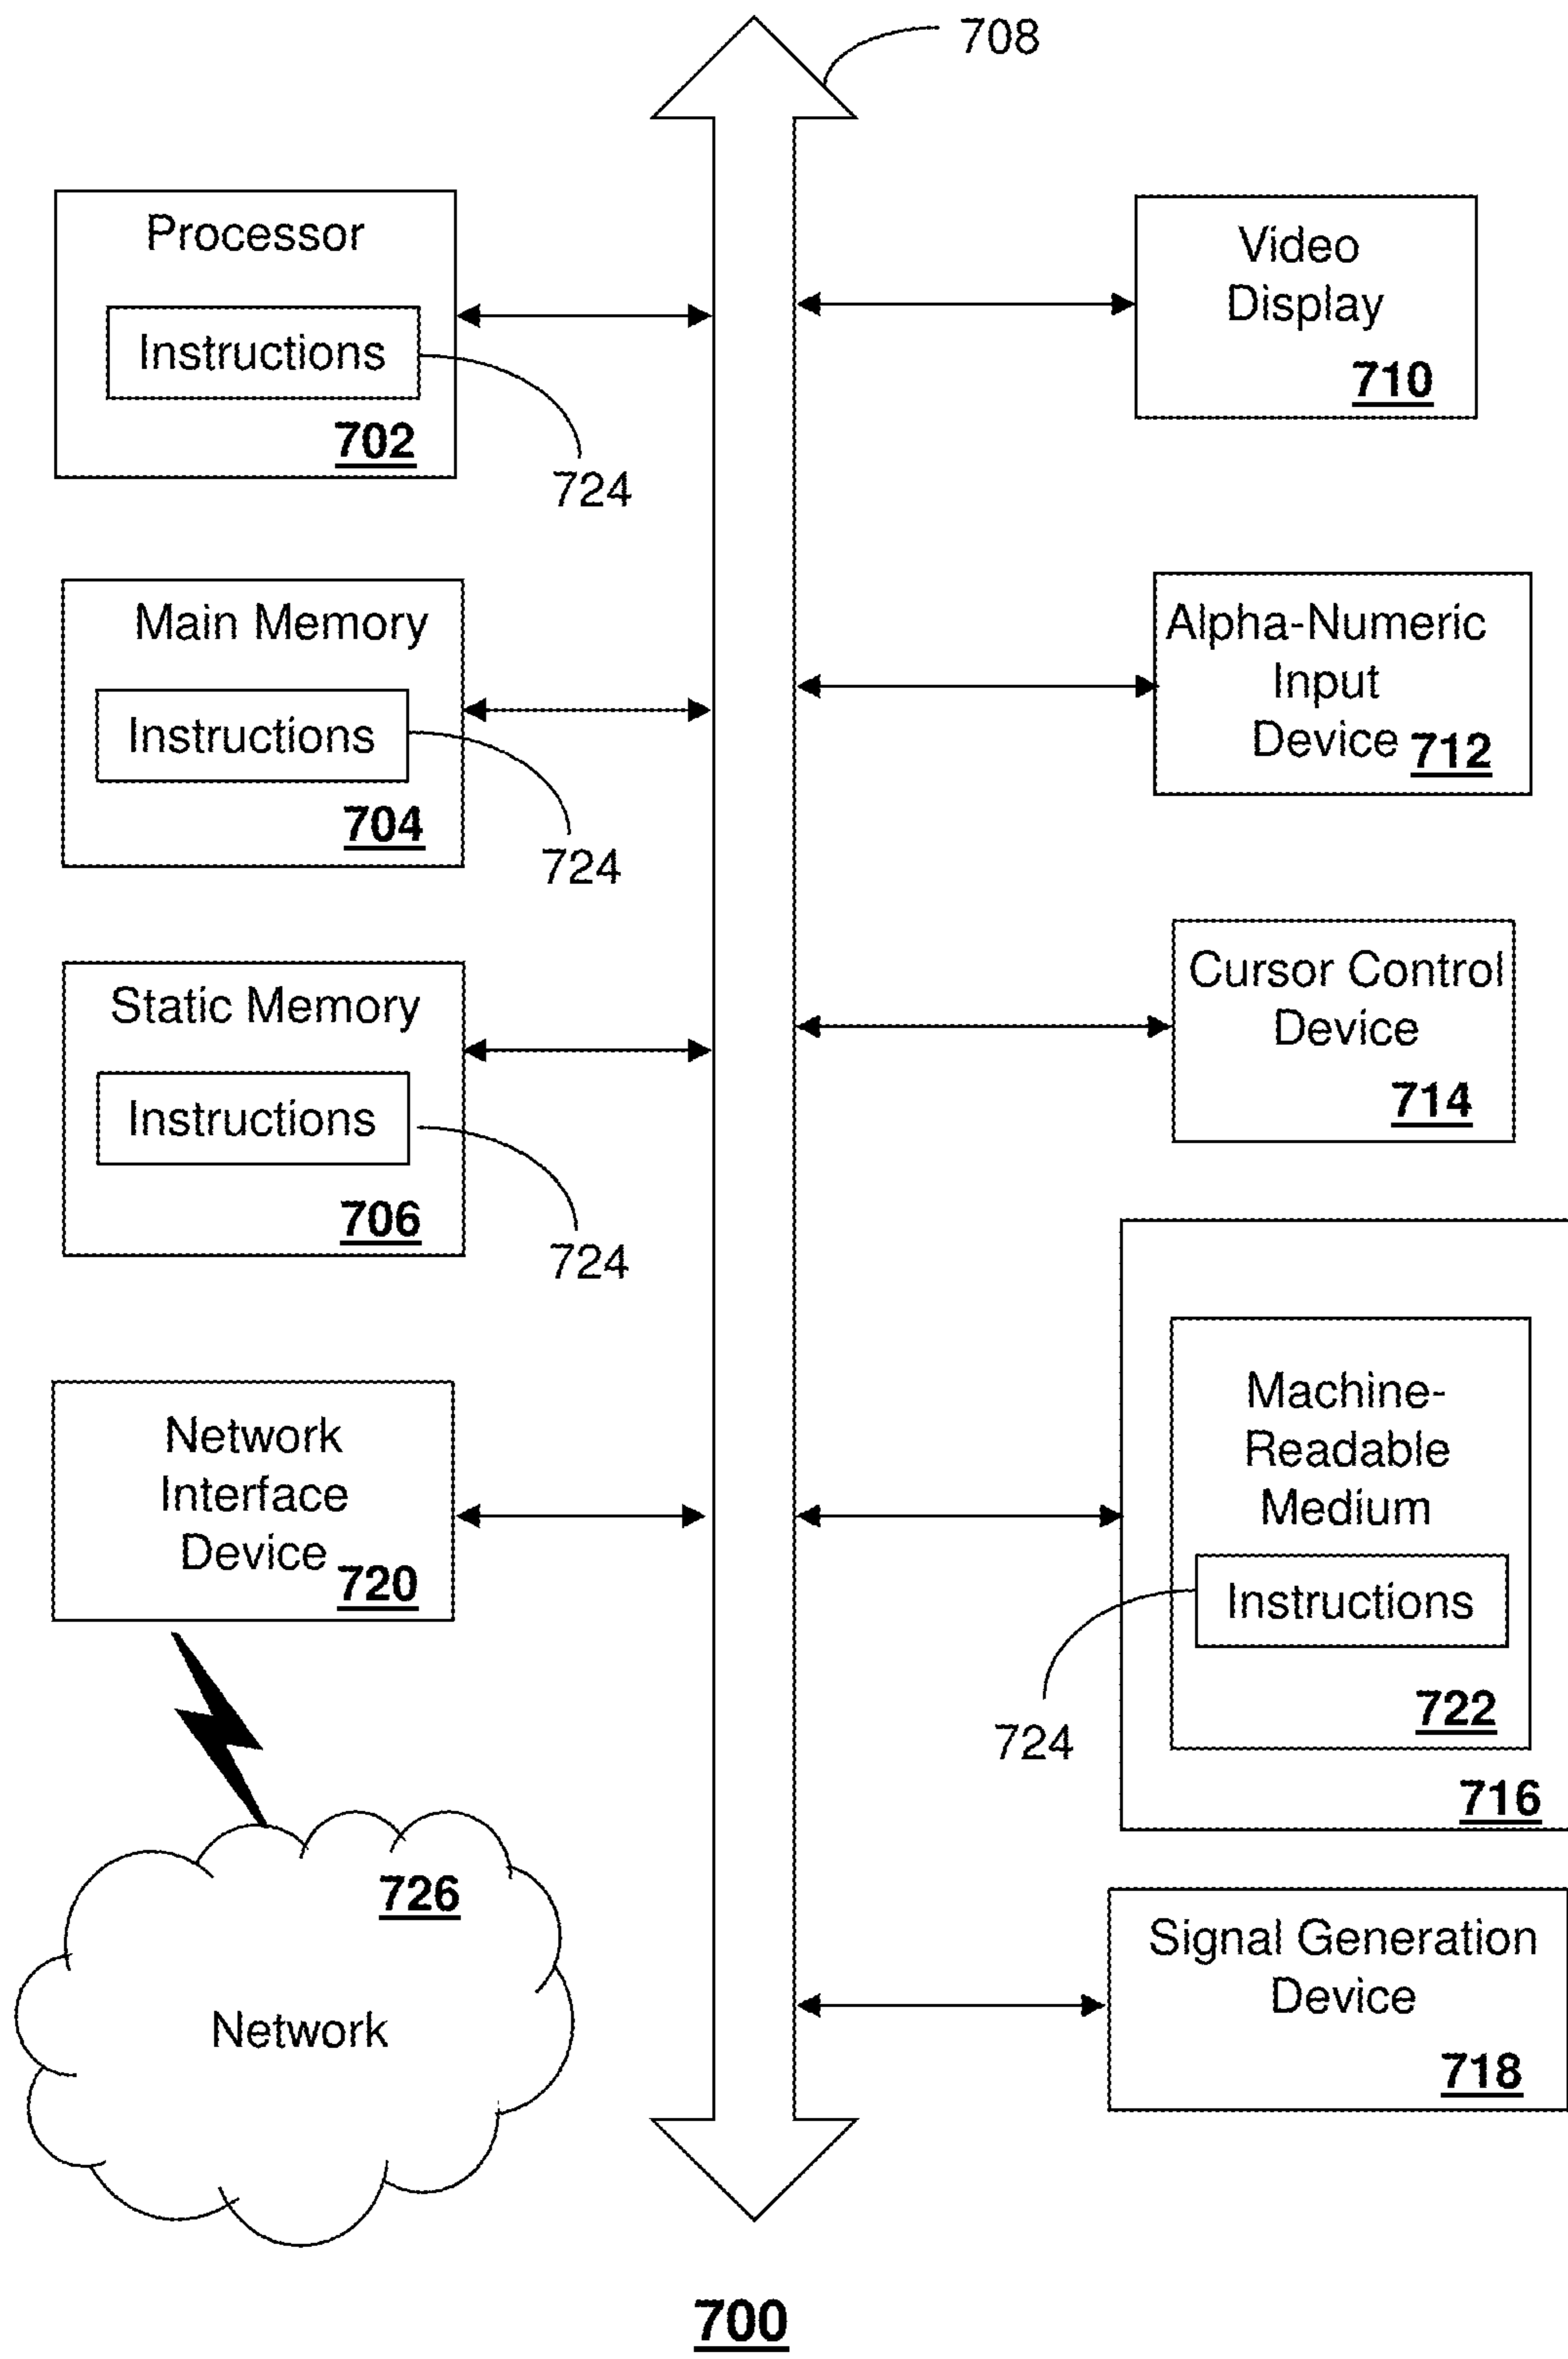 708
Processor
Instructions
702
724
Main Memory
Instructions
704
724
Static Memory
Instructions
706
724
Network
Interface
Device
720
726
Network
Video
Display
710
Alpha-Numeric
Input
Device 712
Cursor Control
Device
714
Machine-
Readable
Medium
Instructions
722
724
716
Signal Generation
Device
718
700